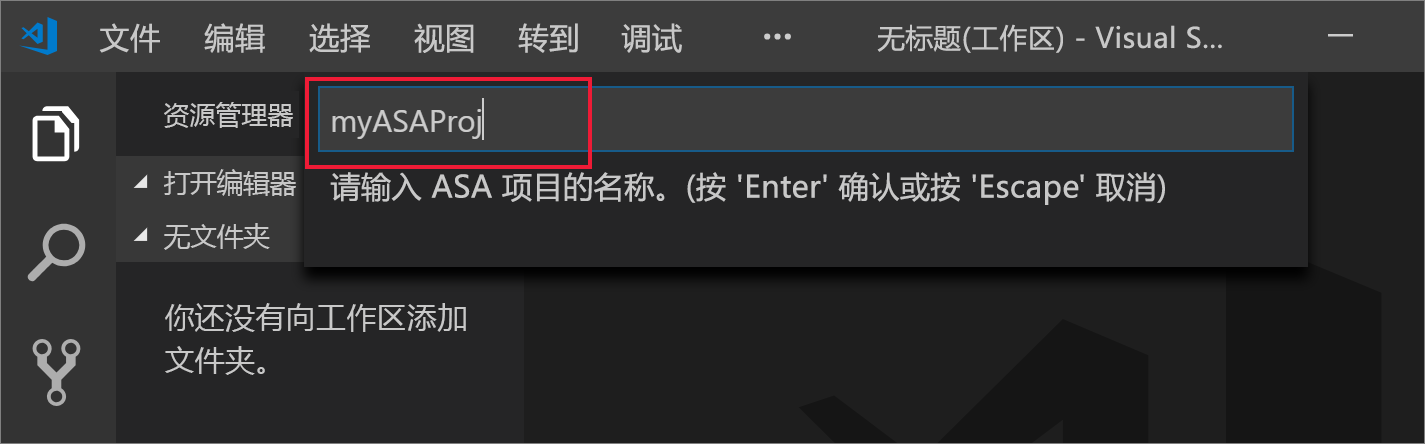 文件 编辑 选择 视图 转到 调试 ··· 无标题(工作区) - Visual S...
资源管理器
myASAProj
请输入 ASA 项目的名称。(按 'Enter' 确认或按 'Escape' 取消)
打开编辑器
无文件夹
你还没有向工作区添加
文件夹。